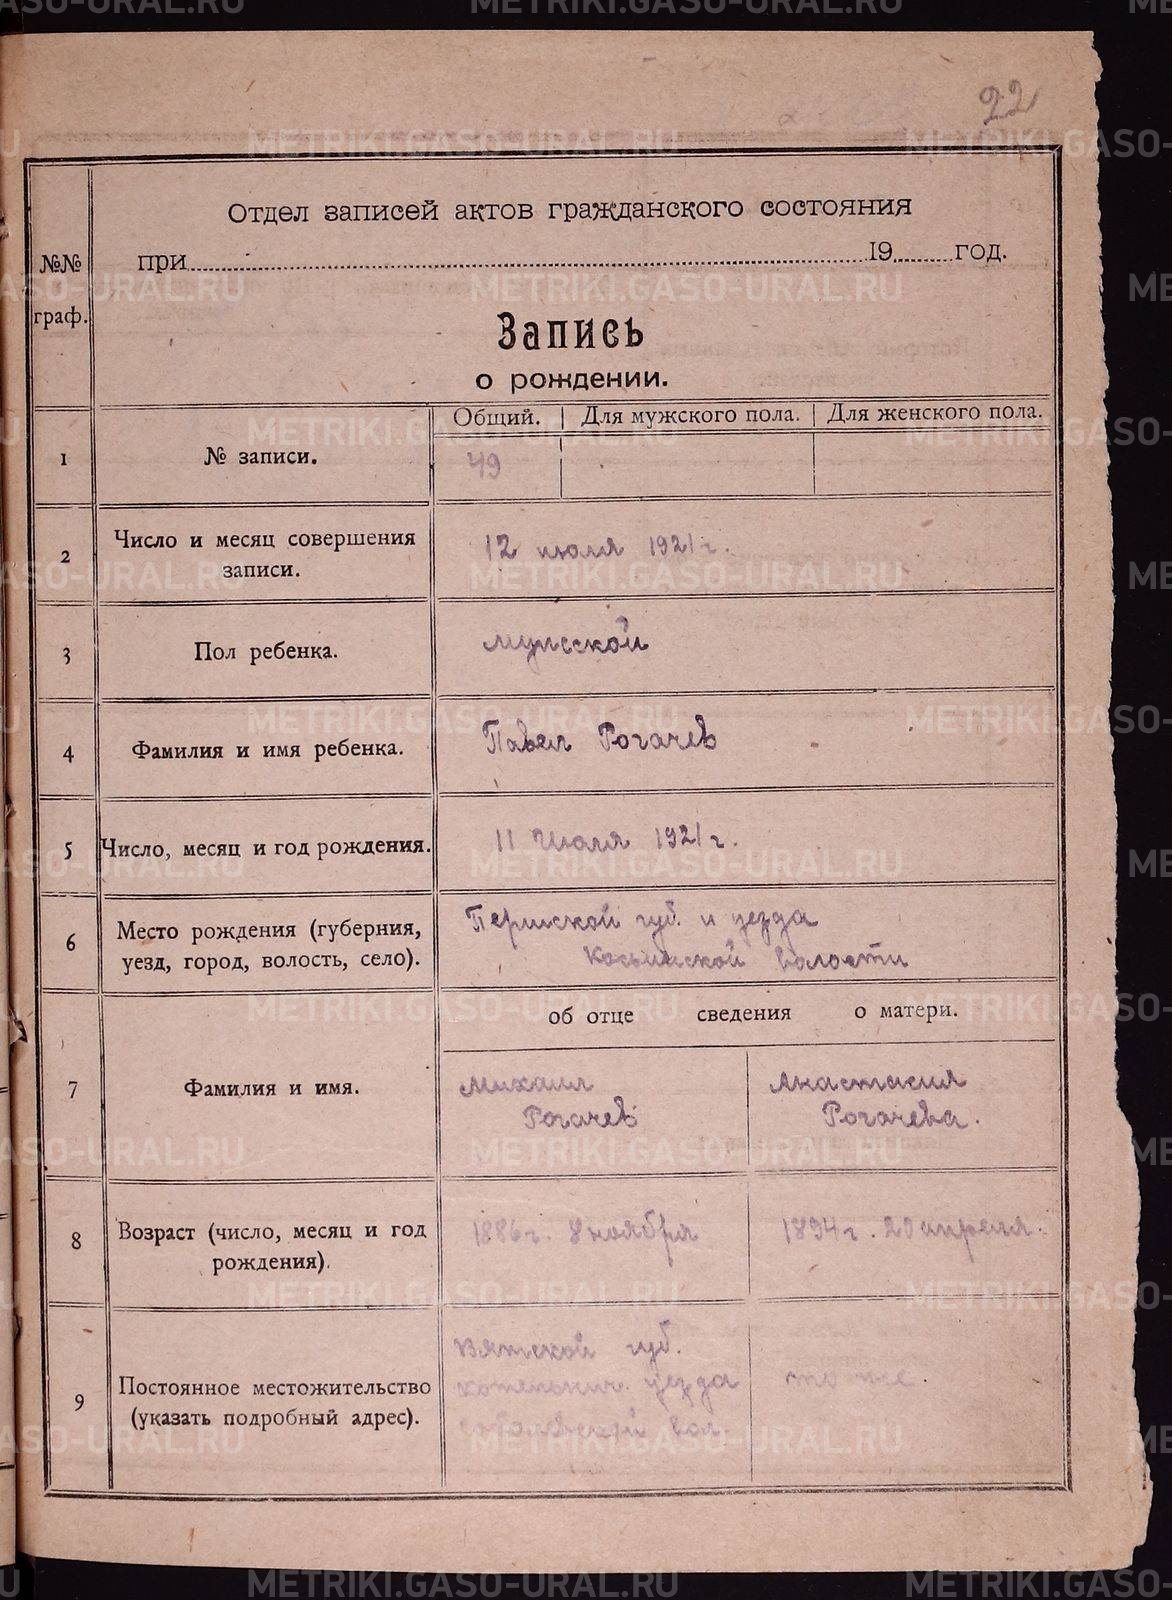 22
Отдел записей актов гражданского состояния
№№
граф.
при 19 год.
Запись
о рождении.
Общий. Для мужского пола. Для женского пола.
1 № записи. 49
2 Число и месяц совершения записи. 12 июля 1921 г.
3 Пол ребенка. мужской
4 Фамилия и имя ребенка. Павел Рогачев
5 Число, месяц и год рождения. 11 Июля 1921 г.
6 Место рождения (губерния, уезд, город, волость, село). Пермской губ. и уезда
волости
об отце сведения о матери.
7 Фамилия и имя. Михаил
Рогачев
Анастасия
Рогачева.
8 Возраст (число, месяц и год рождения). 1886 г. 8 ноября 1894 г. 20 апреля.
9 Постоянное местожительство (указать подробный адрес). Вятской губ.
уезда
вол.
то же.
METRIKI.GASO-URAL.RU